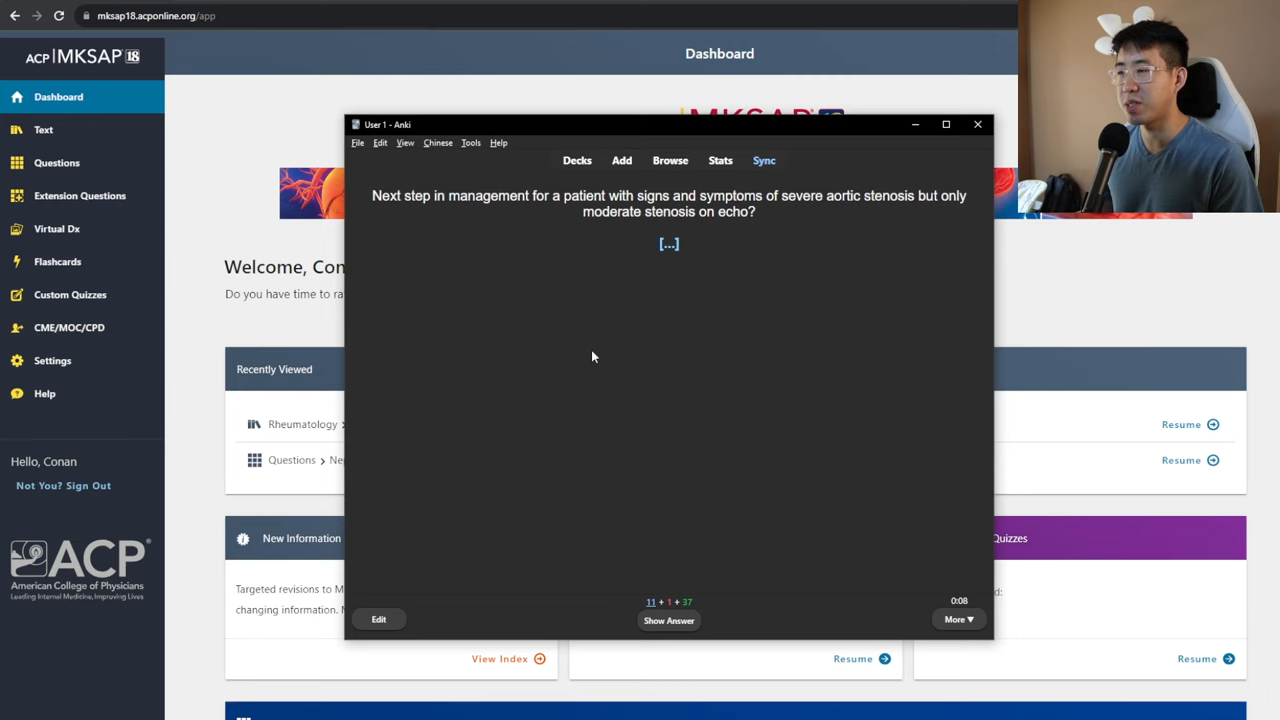 mksap18.acponline.org/app
ACP MKSAP 18
Dashboard
Dashboard
Text
Questions
Extension Questions
Virtual Dx
Flashcards
Custom Quizzes
CME/MOC/CPD
Settings
Help
Hello, Conan
Not You? Sign Out
ACP
American College of Physicians
Leading Internal Medicine, Improving Lives
User 1 - Anki
File Edit View Chinese Tools Help
Decks Add Browse Stats Sync
Next step in management for a patient with signs and symptoms of severe aortic stenosis but only
moderate stenosis on echo?
[...]
11 + 1 + 37
0:08
Edit
Show Answer
More
Welcome, Con
Do you have time to ra
Recently Viewed
Rheumatology
Resume
Questions > Ne
Resume
New Information
Quizzes
Targeted revisions to M
changing information.
View Index
Resume
Resume